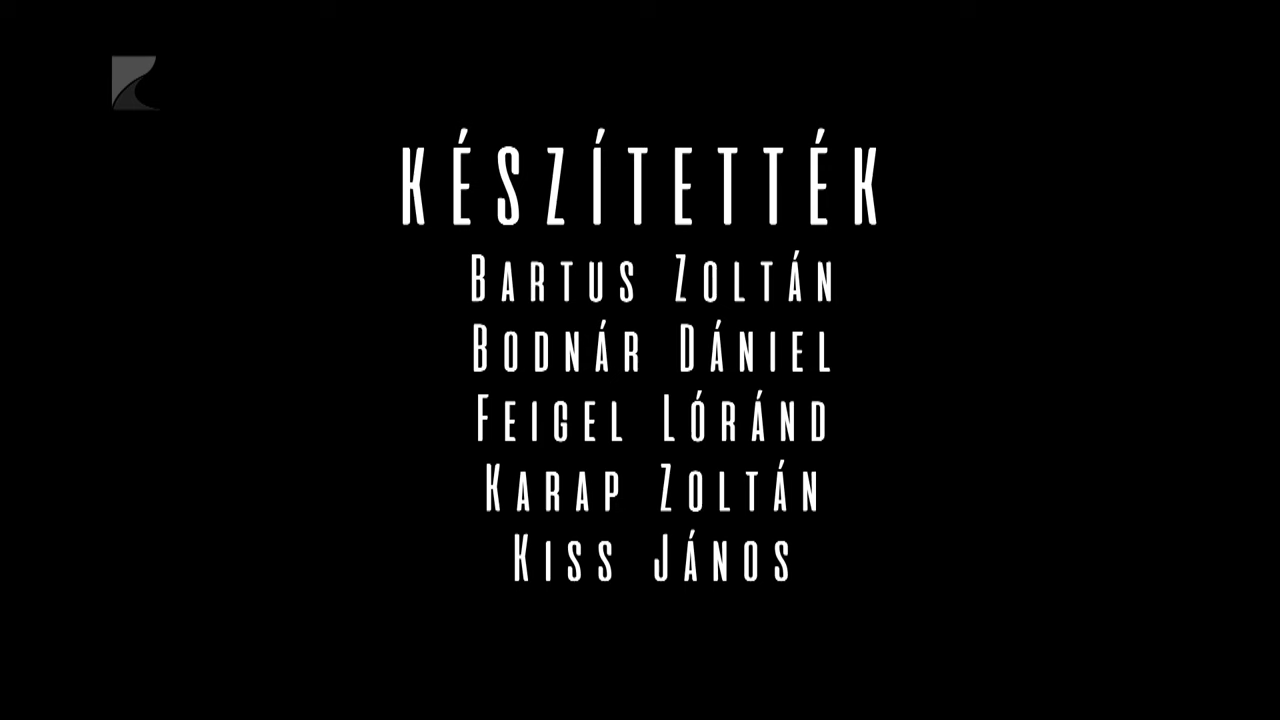 KÉSZÍTETTÉK
BARTUS ZOLTÁN
BODNÁR DÁNIEL
FEIGEL LÓRÁND
KARAP ZOLTÁN
KISS JÁNOS